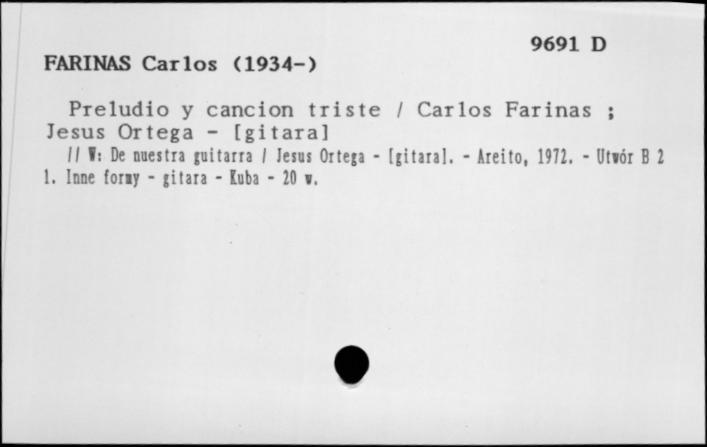 9691 D
FARINAS Carlos (1934-)
Preludio y cancion triste / Carlos Farinas ;
Jesus Ortega - [gitara]
// W: De nuestra guitarra / Jesus Ortega - [gitara]. - Areito, 1972. - Utwór B 2
1. Inne formy - gitara - Kuba - 20 w.